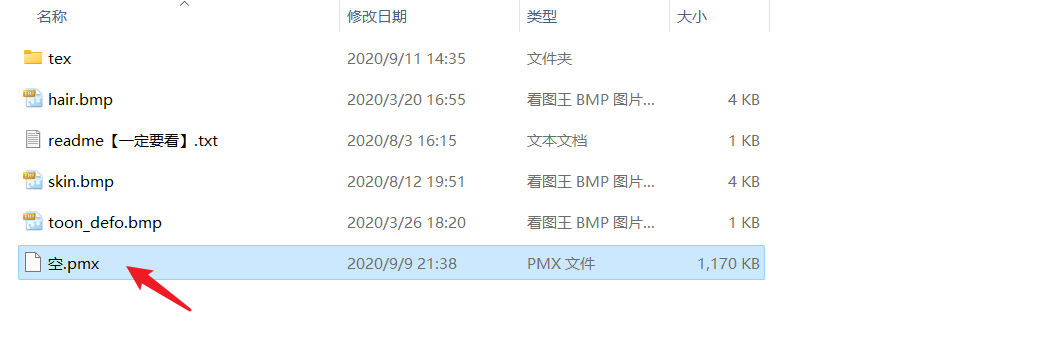 名称 修改日期 类型 大小
tex 2020/9/11 14:35 文件夹
hair.bmp 2020/3/20 16:55 看图王 BMP 图片... 4 KB
readme【一定要看】.txt 2020/8/3 16:15 文本文档 1 KB
skin.bmp 2020/8/12 19:51 看图王 BMP 图片... 4 KB
toon_defo.bmp 2020/3/26 18:20 看图王 BMP 图片... 1 KB
空.pmx 2020/9/9 21:38 PMX 文件 1,170 KB